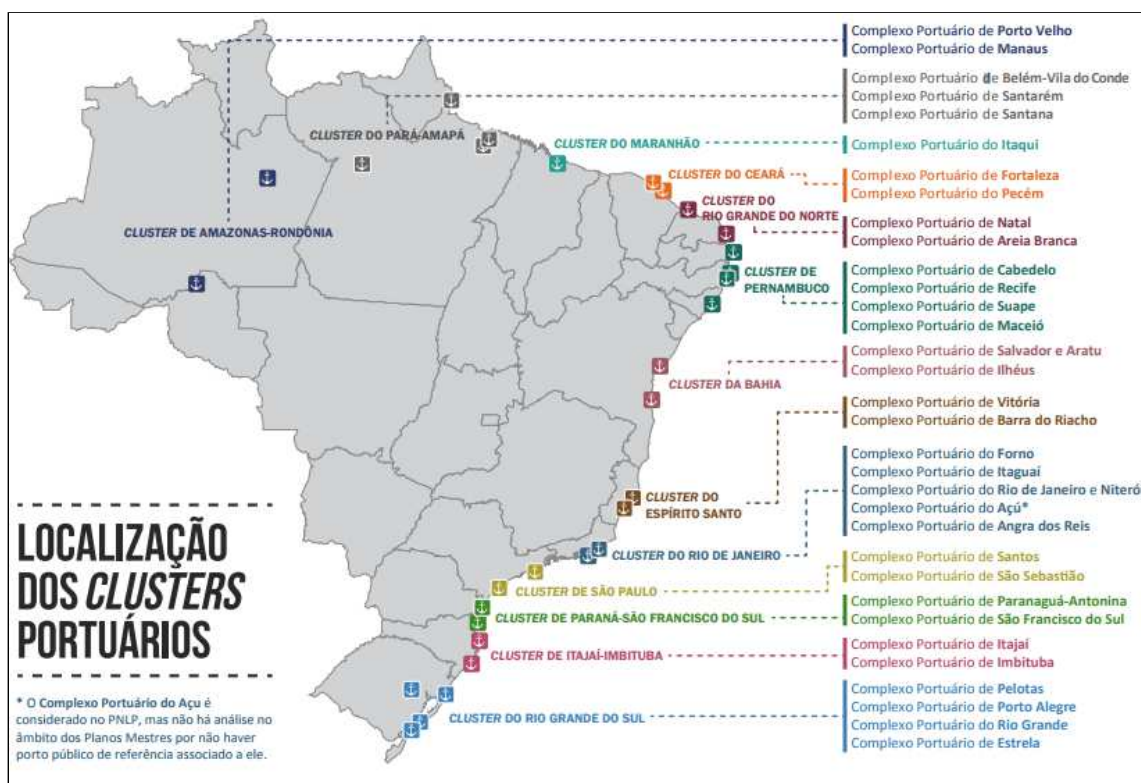 Complexo Portuário de Porto Velho
Complexo Portuário de Manaus
Complexo Portuário de Belém-Vila do Conde
Complexo Portuário de Santarém
Complexo Portuário de Santana
CLUSTER DO PARÁ-AMAPÁ
CLUSTER DO MARANHÃO
Complexo Portuário do Itaqui
CLUSTER DO CEARÁ
Complexo Portuário de Fortaleza
Complexo Portuário do Pecém
CLUSTER DO
RIO GRANDE DO NORTE
Complexo Portuário de Natal
Complexo Portuário de Areia Branca
CLUSTER DE AMAZONAS-RONDÔNIA
CLUSTER DE
PERNAMBUCO
Complexo Portuário de Cabedelo
Complexo Portuário de Recife
Complexo Portuário de Suape
Complexo Portuário de Maceió
CLUSTER DA BAHIA
Complexo Portuário de Salvador e Aratu
Complexo Portuário de Ilhéus
Complexo Portuário de Vitória
Complexo Portuário de Barra do Riacho
CLUSTER DO
ESPÍRITO SANTO
Complexo Portuário do Forno
Complexo Portuário de Itaguaí
Complexo Portuário do Rio de Janeiro e Niteró
Complexo Portuário do Açú*
Complexo Portuário de Angra dos Reis
CLUSTER DO RIO DE JANEIRO
CLUSTER DE SÃO PAULO
Complexo Portuário de Santos
Complexo Portuário de São Sebastião
CLUSTER DE PARANÁ-SÃO FRANCISCO DO SUL
Complexo Portuário de Paranaguá-Antonina
Complexo Portuário de São Francisco do Sul
CLUSTER DE ITAJAÍ-IMBITUBA
Complexo Portuário de Itajaí
Complexo Portuário de Imbituba
CLUSTER DO RIO GRANDE DO SUL
Complexo Portuário de Pelotas
Complexo Portuário de Porto Alegre
Complexo Portuário do Rio Grande
Complexo Portuário de Estrela
LOCALIZAÇÃO
DOS CLUSTERS
PORTUÁRIOS
* O Complexo Portuário do Açu é
considerado no PNLP, mas não há análise no
âmbito dos Planos Mestres por não haver
porto público de referência associado a ele.